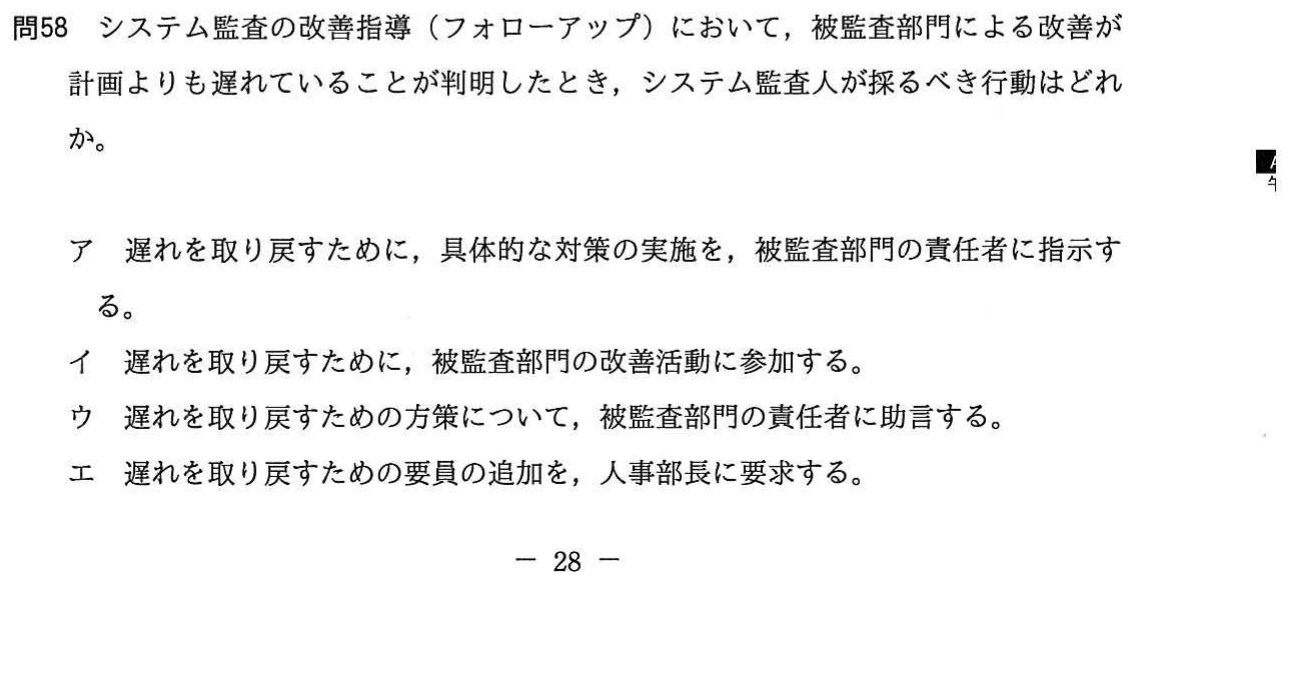 問58 システム監査の改善指導（フォローアップ）において，被監査部門による改善が
計画よりも遅れていることが判明したとき，システム監査人が採るべき行動はどれ
か。
ア 遅れを取り戻すために，具体的な対策の実施を，被監査部門の責任者に指示す
る。
イ 遅れを取り戻すために，被監査部門の改善活動に参加する。
ウ 遅れを取り戻すための方策について，被監査部門の責任者に助言する。
エ 遅れを取り戻すための要員の追加を，人事部長に要求する。
－ 28 －